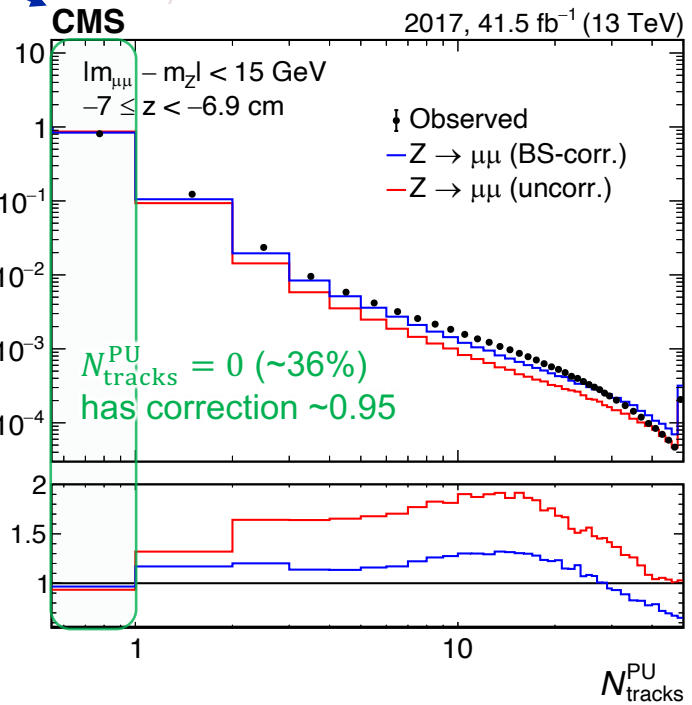 CMS 2017, 41.5 fb⁻¹ (13 TeV)
10
|m_μμ − m_Z| < 15 GeV
−7 ≤ z < −6.9 cm
Observed
1
Z → μμ (BS-corr.)
Z → μμ (uncorr.)
10⁻¹
10⁻²
10⁻³
N^PU_tracks = 0 (~36%)
has correction ~0.95
10⁻⁴
2
1.5
1
0.5
1 10
N^PU_tracks